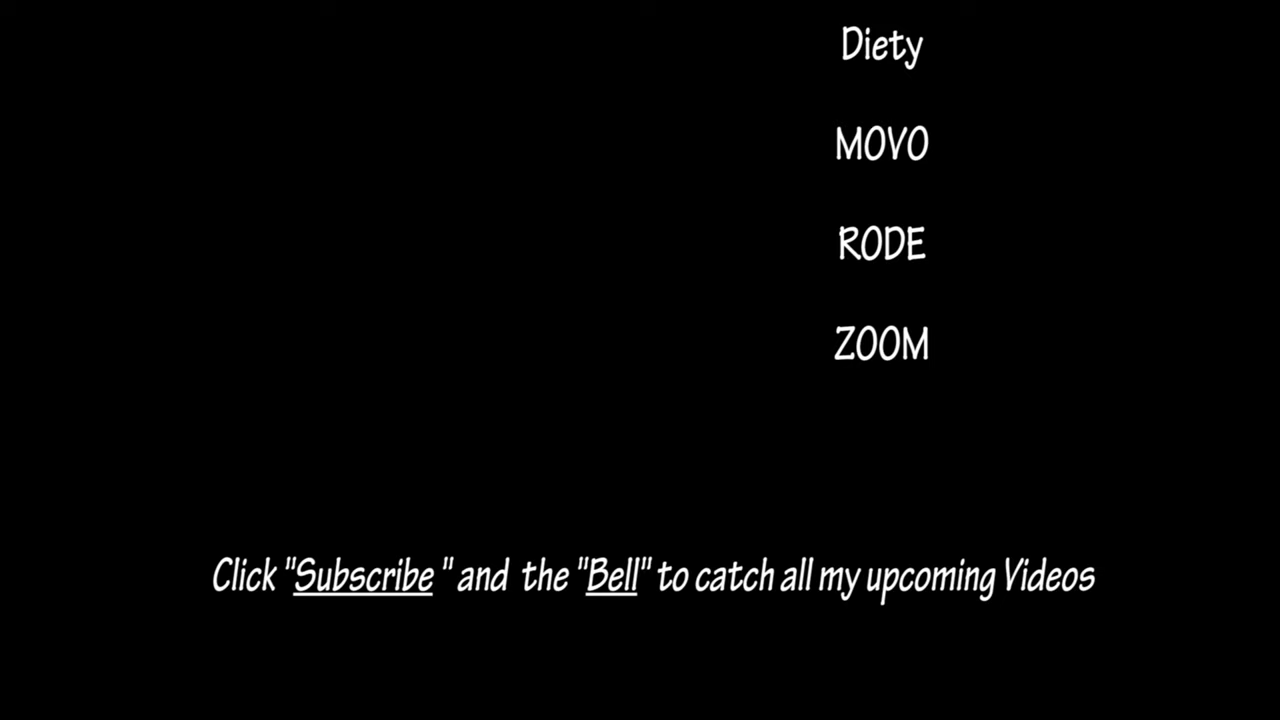 Diety
MOVO
RODE
ZOOM
Click "Subscribe " and the "Bell" to catch all my upcoming Videos